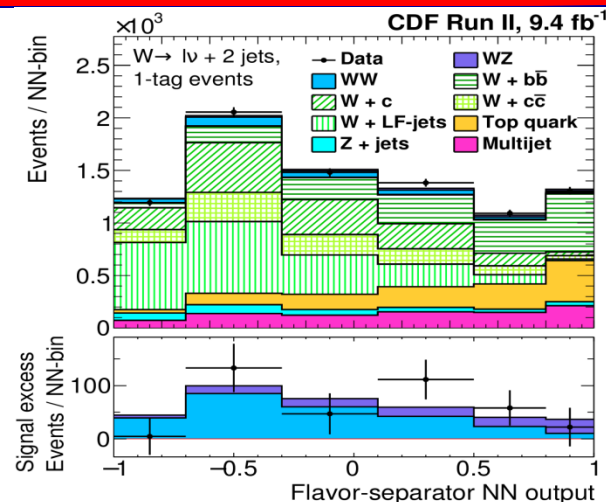 ×10³
CDF Run II, 9.4 fb⁻¹
W→ lν + 2 jets,
1-tag events
Data
WZ
WW
W + bb̅
W + c
W + cc̅
W + LF-jets
Top quark
Z + jets
Multijet
Events / NN-bin
2.5
2
1.5
1
0.5
0
Signal excess
Events / NN-bin
100
0
−1 −0.5 0 0.5 1
Flavor-separator NN output